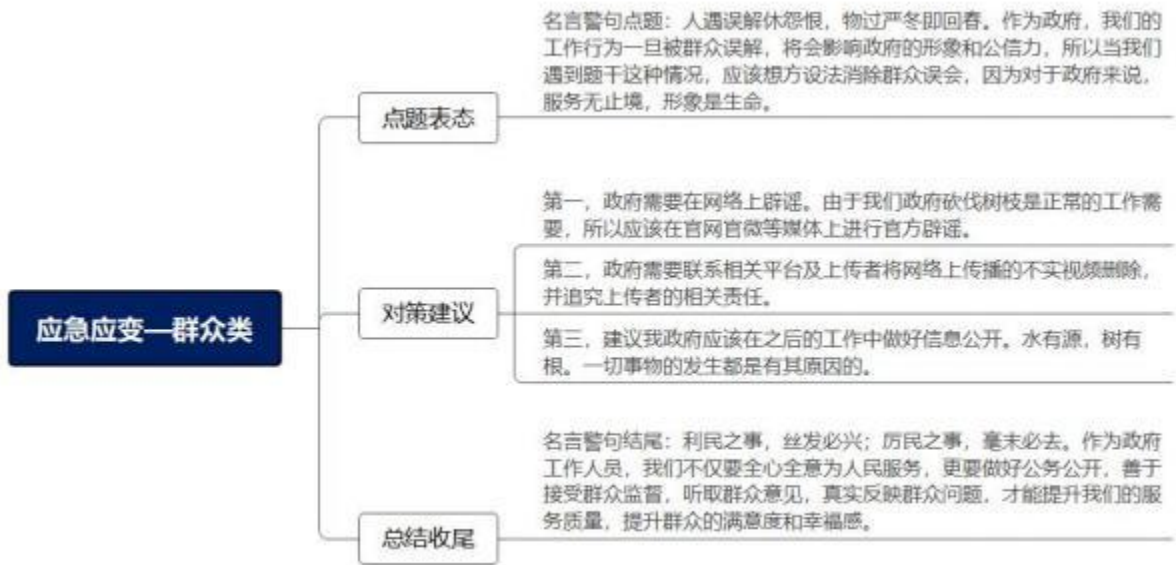 名言警句点题：人遇误解休怨恨，物过严冬即回春。作为政府，我们的
工作行为一旦被群众误解，将会影响政府的形象和公信力，所以当我们
遇到题干这种情况，应该想方设法消除群众误会，因为对于政府来说，
服务无止境，形象是生命。
点题表态
第一，政府需要在网络上辟谣。由于我们政府砍伐树枝是正常的工作需
要，所以应该在官网官微等媒体上进行官方辟谣。
第二，政府需要联系相关平台及上传者将网络上传播的不实视频删除，
并追究上传者的相关责任。
对策建议
第三，建议我政府应该在之后的工作中做好信息公开。水有源，树有
根。一切事物的发生都是有其原因的。
应急应变—群众类
名言警句结尾：利民之事，丝发必兴；厉民之事，毫末必去。作为政府
工作人员，我们不仅要全心全意为人民服务，更要做好公务公开，善于
接受群众监督，听取群众意见，真实反映群众问题，才能提升我们的服
务质量，提升群众的满意度和幸福感。
总结收尾